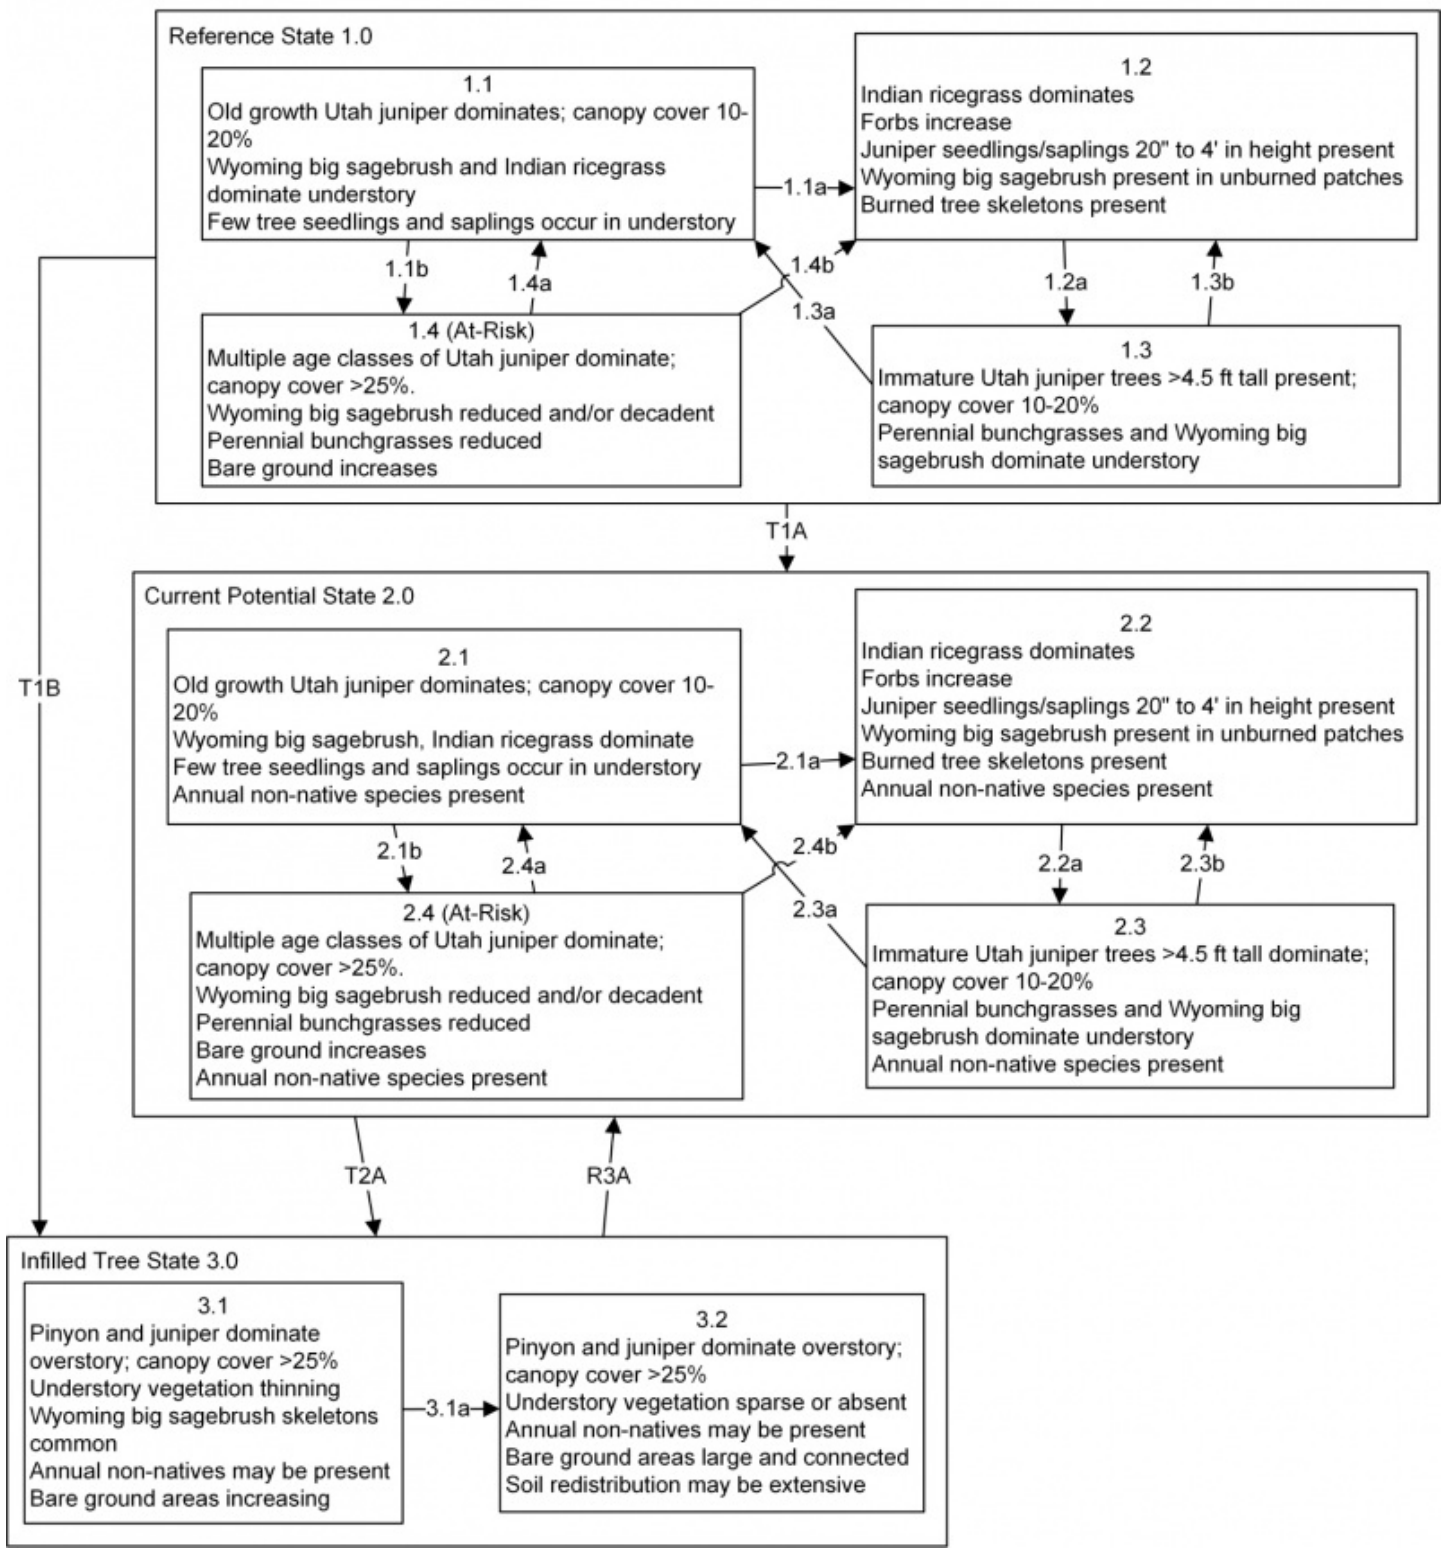 Reference State 1.0
1.1
Old growth Utah juniper dominates; canopy cover 10-
20%
Wyoming big sagebrush and Indian ricegrass
dominate understory
Few tree seedlings and saplings occur in understory
1.2
Indian ricegrass dominates
Forbs increase
Juniper seedlings/saplings 20" to 4' in height present
Wyoming big sagebrush present in unburned patches
Burned tree skeletons present
1.1a
1.1b
1.4a
1.4b
1.3a
1.2a
1.3b
1.4 (At-Risk)
Multiple age classes of Utah juniper dominate;
canopy cover >25%.
Wyoming big sagebrush reduced and/or decadent
Perennial bunchgrasses reduced
Bare ground increases
1.3
Immature Utah juniper trees >4.5 ft tall present;
canopy cover 10-20%
Perennial bunchgrasses and Wyoming big
sagebrush dominate understory
T1A
T1B
Current Potential State 2.0
2.1
Old growth Utah juniper dominates; canopy cover 10-
20%
Wyoming big sagebrush, Indian ricegrass dominate
Few tree seedlings and saplings occur in understory
Annual non-native species present
2.2
Indian ricegrass dominates
Forbs increase
Juniper seedlings/saplings 20" to 4' in height present
Wyoming big sagebrush present in unburned patches
Burned tree skeletons present
Annual non-native species present
2.1a
2.1b
2.4a
2.4b
2.3a
2.2a
2.3b
2.4 (At-Risk)
Multiple age classes of Utah juniper dominate;
canopy cover >25%.
Wyoming big sagebrush reduced and/or decadent
Perennial bunchgrasses reduced
Bare ground increases
Annual non-native species present
2.3
Immature Utah juniper trees >4.5 ft tall dominate;
canopy cover 10-20%
Perennial bunchgrasses and Wyoming big
sagebrush dominate understory
Annual non-native species present
T2A
R3A
Infilled Tree State 3.0
3.1
Pinyon and juniper dominate
overstory; canopy cover >25%
Understory vegetation thinning
Wyoming big sagebrush skeletons
common
Annual non-natives may be present
Bare ground areas increasing
3.1a
3.2
Pinyon and juniper dominate overstory;
canopy cover >25%
Understory vegetation sparse or absent
Annual non-natives may be present
Bare ground areas large and connected
Soil redistribution may be extensive